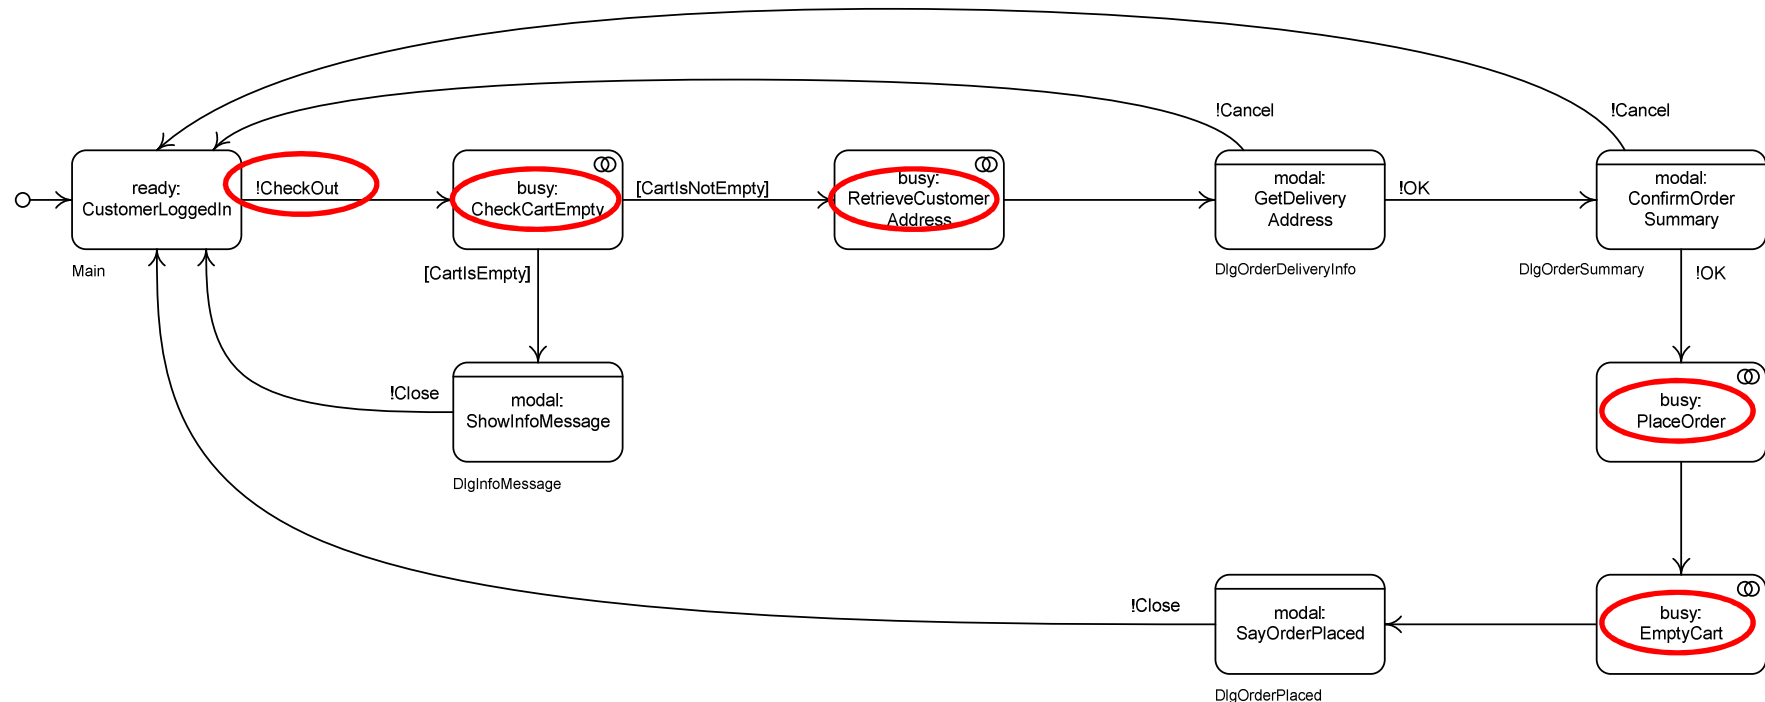 !Cancel
!Cancel
ready:
CustomerLoggedIn
!CheckOut
busy:
CheckCartEmpty
[CartIsNotEmpty]
busy:
RetrieveCustomer
Address
modal:
GetDelivery
Address
!OK
modal:
ConfirmOrder
Summary
Main
[CartIsEmpty]
DlgOrderDeliveryInfo
DlgOrderSummary
!OK
!Close
modal:
ShowInfoMessage
busy:
PlaceOrder
DlgInfoMessage
!Close
modal:
SayOrderPlaced
busy:
EmptyCart
DlgOrderPlaced